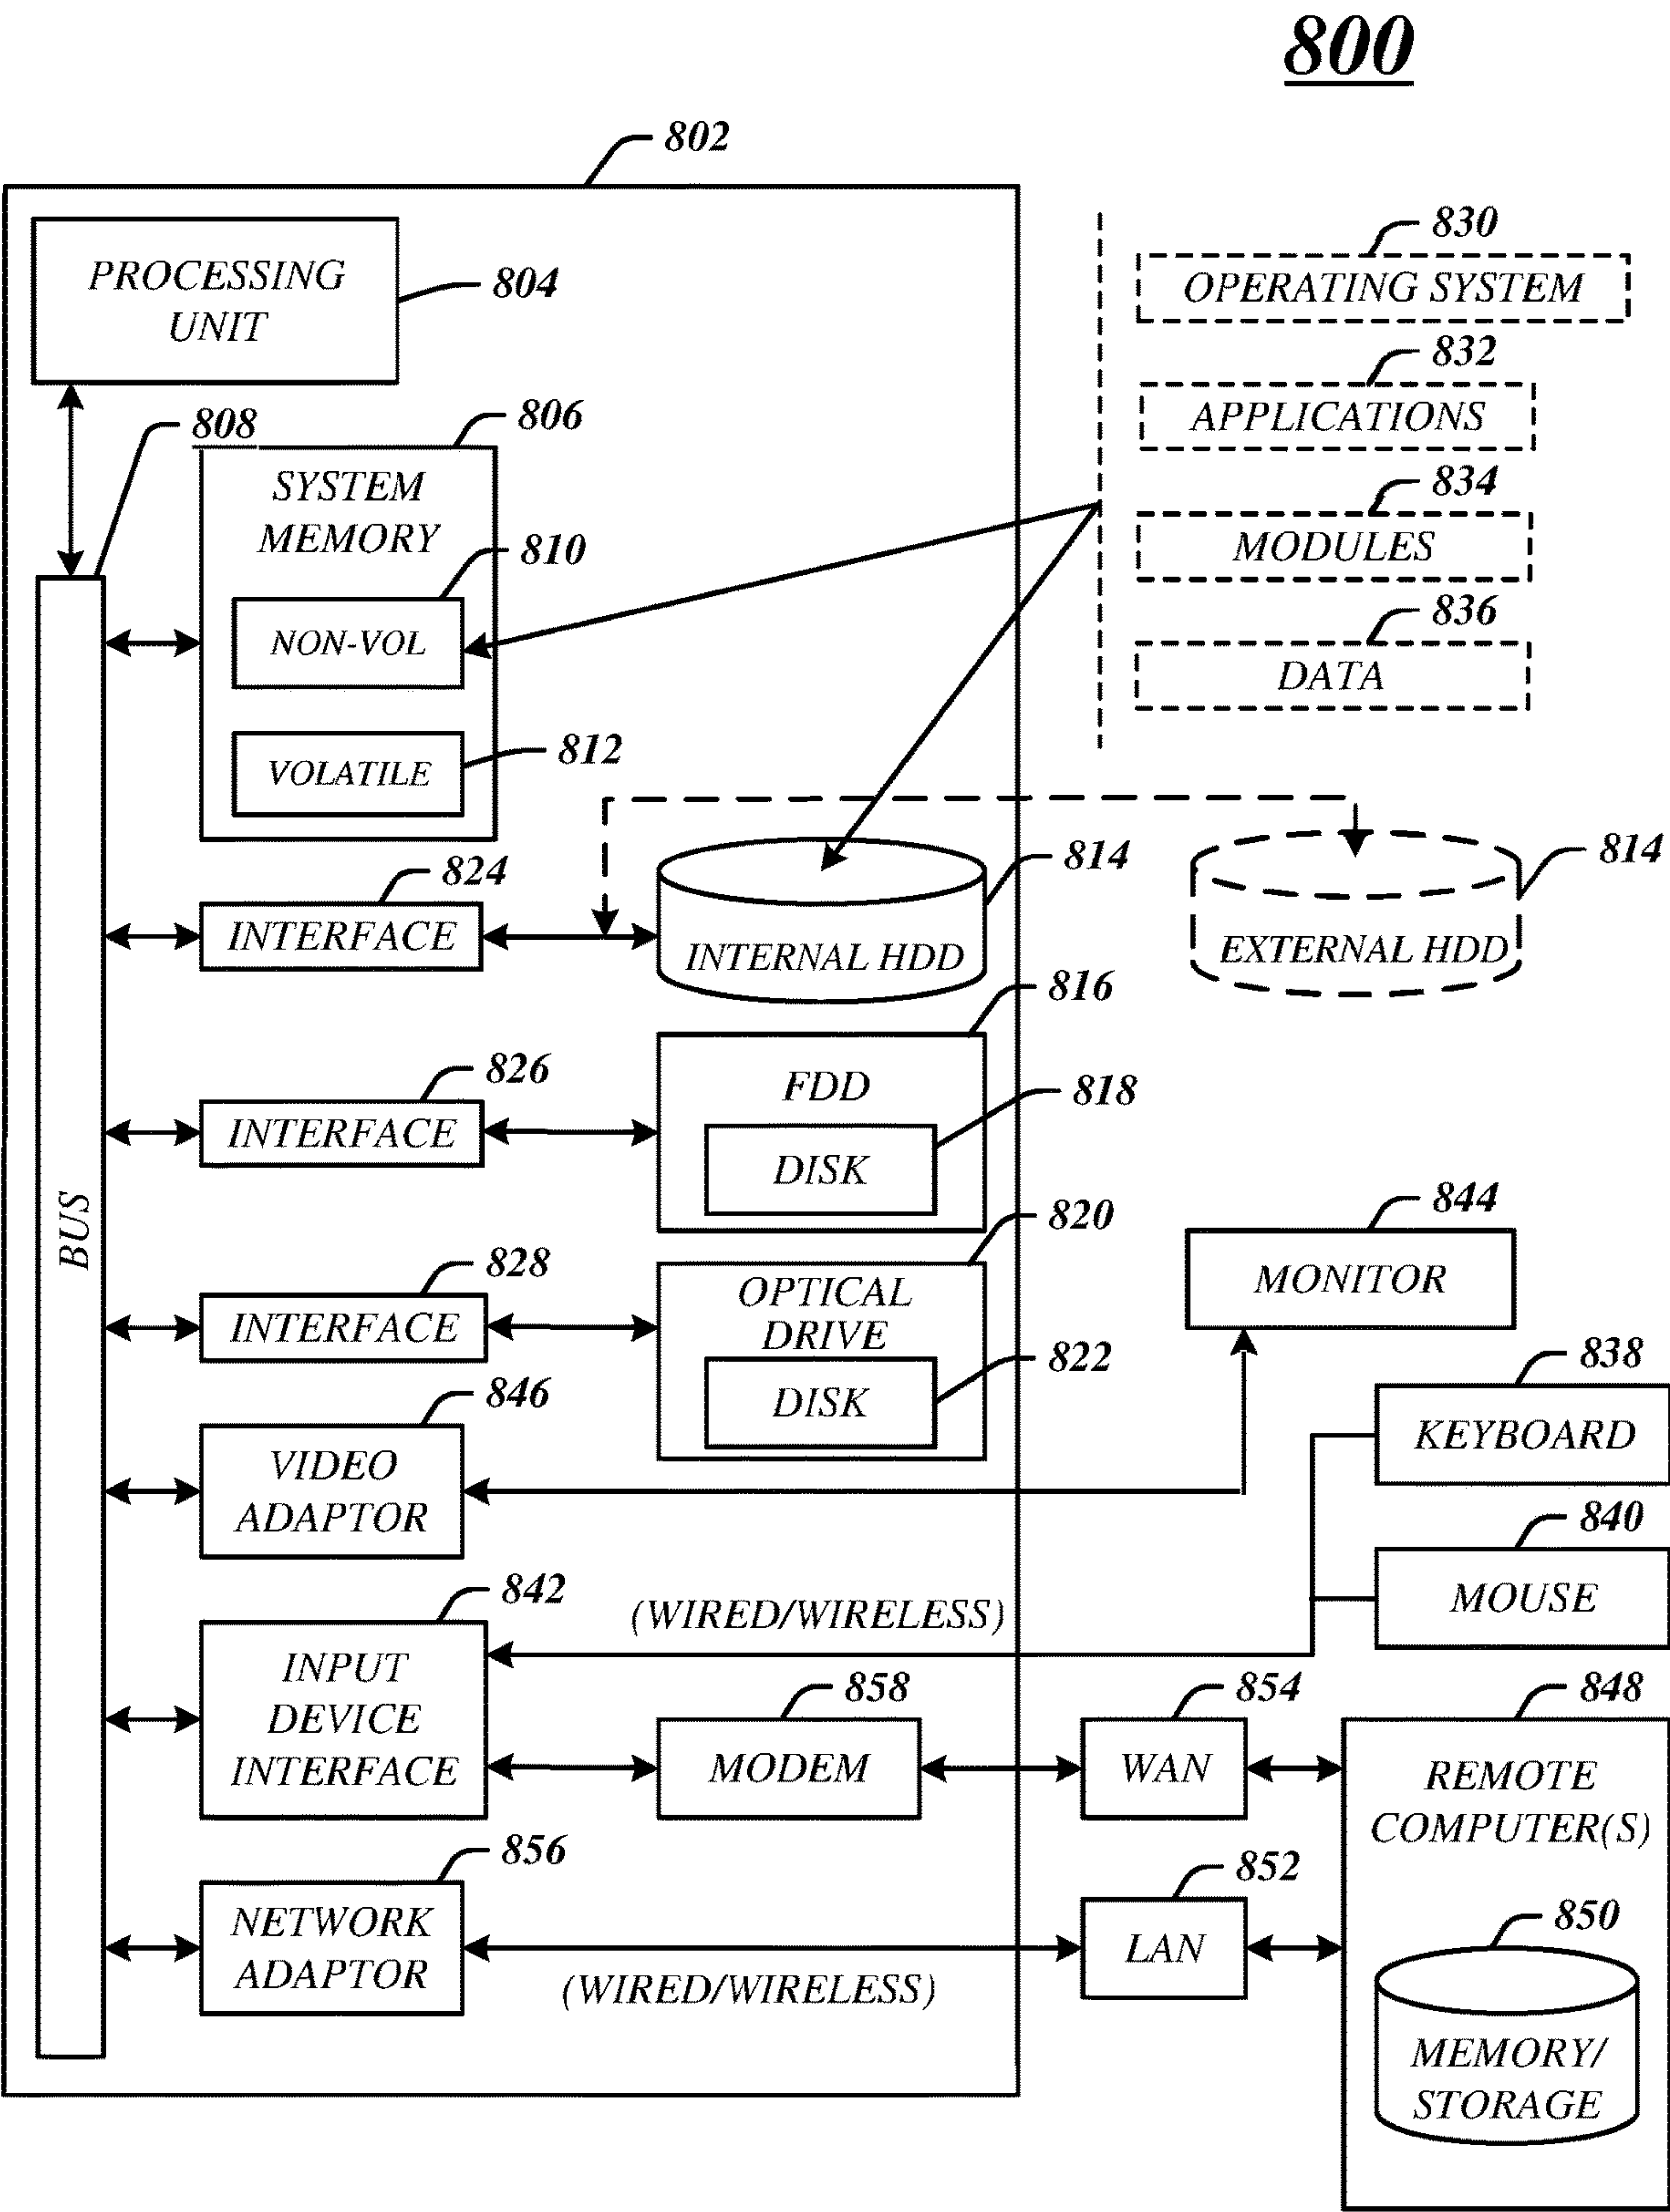 800
802
PROCESSING
UNIT
804
830
OPERATING SYSTEM
832
APPLICATIONS
834
MODULES
836
DATA
808
806
SYSTEM
MEMORY
810
NON-VOL
812
VOLATILE
824
INTERFACE
814
INTERNAL HDD
814
EXTERNAL HDD
816
826
INTERFACE
FDD
818
DISK
BUS
820
828
INTERFACE
OPTICAL
DRIVE
822
DISK
844
MONITOR
838
KEYBOARD
846
VIDEO
ADAPTOR
840
MOUSE
842
(WIRED/WIRELESS)
INPUT
DEVICE
INTERFACE
858
MODEM
854
WAN
848
REMOTE
COMPUTER(S)
856
NETWORK
ADAPTOR
(WIRED/WIRELESS)
852
LAN
850
MEMORY/
STORAGE